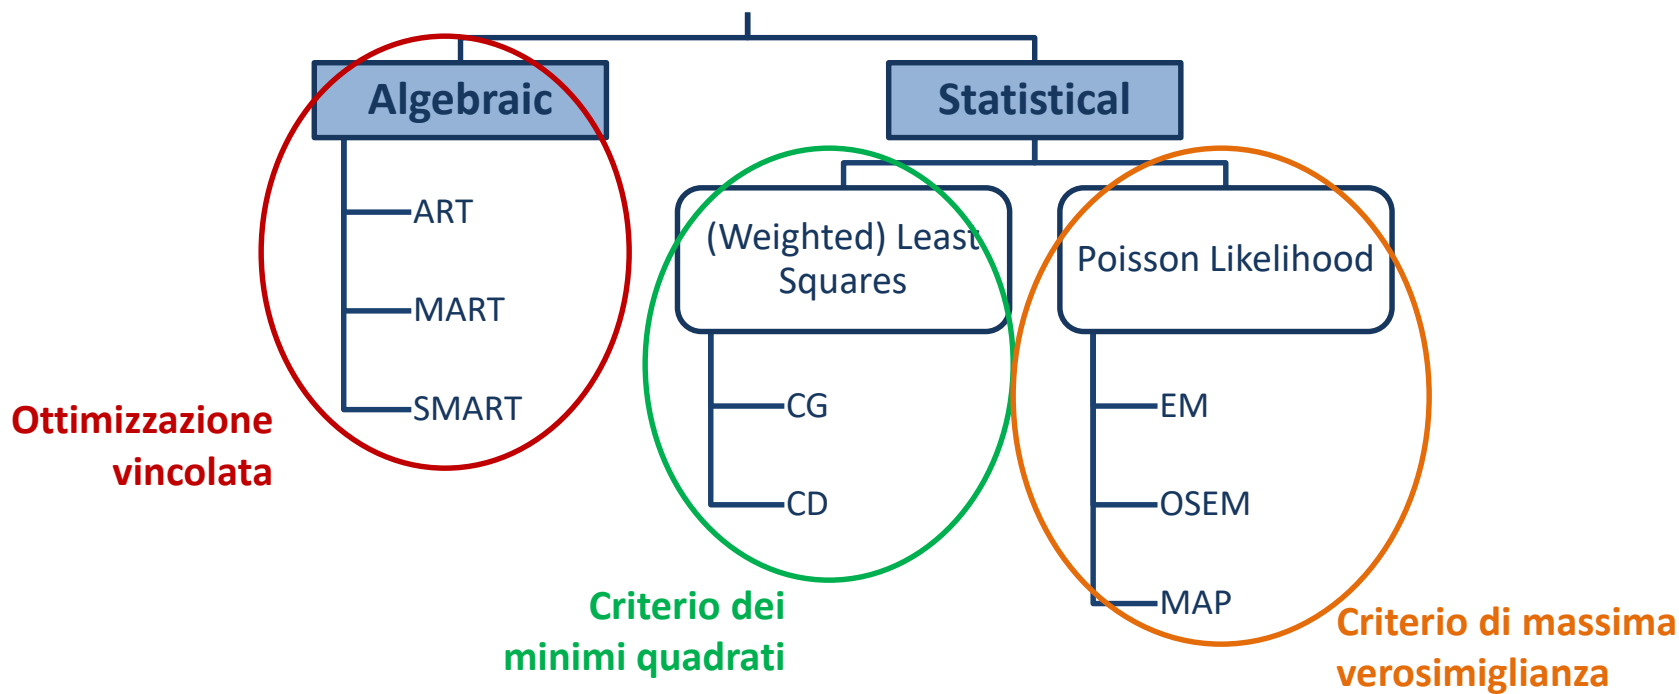 Algebraic
Statistical
ART
MART
SMART
Ottimizzazione
vincolata
(Weighted) Least
Squares
CG
CD
Criterio dei
minimi quadrati
Poisson Likelihood
EM
OSEM
MAP
Criterio di massima
verosimiglianza